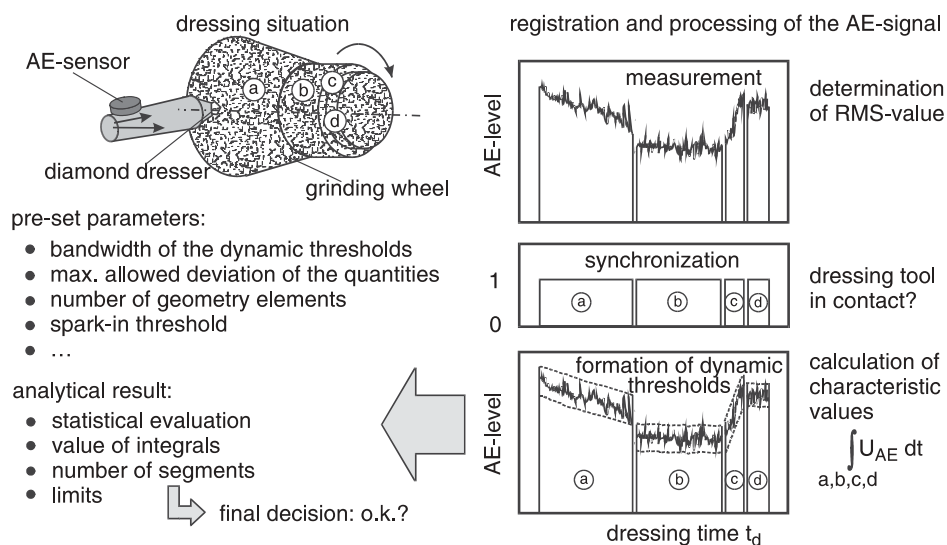 dressing situation
AE-sensor
a
b
c
d
diamond dresser
grinding wheel
pre-set parameters:
• bandwidth of the dynamic thresholds
• max. allowed deviation of the quantities
• number of geometry elements
• spark-in threshold
• ...
analytical result:
• statistical evaluation
• value of integrals
• number of segments
• limits
final decision: o.k.?
registration and processing of the AE-signal
measurement
AE-level
determination
of RMS-value
synchronization
1
0
a b c d
dressing tool
in contact?
formation of dynamic
thresholds
AE-level
a b c d
dressing time t_d
calculation of
characteristic
values
∫ U_AE dt
a,b,c,d